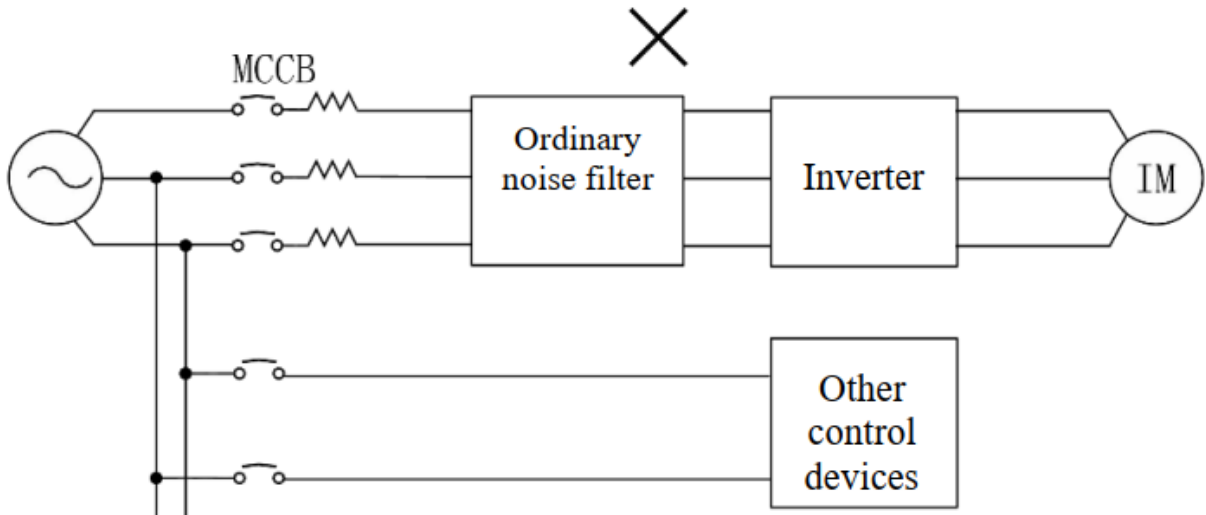 MCCB
Ordinary
noise filter
Inverter
IM
Other
control
devices